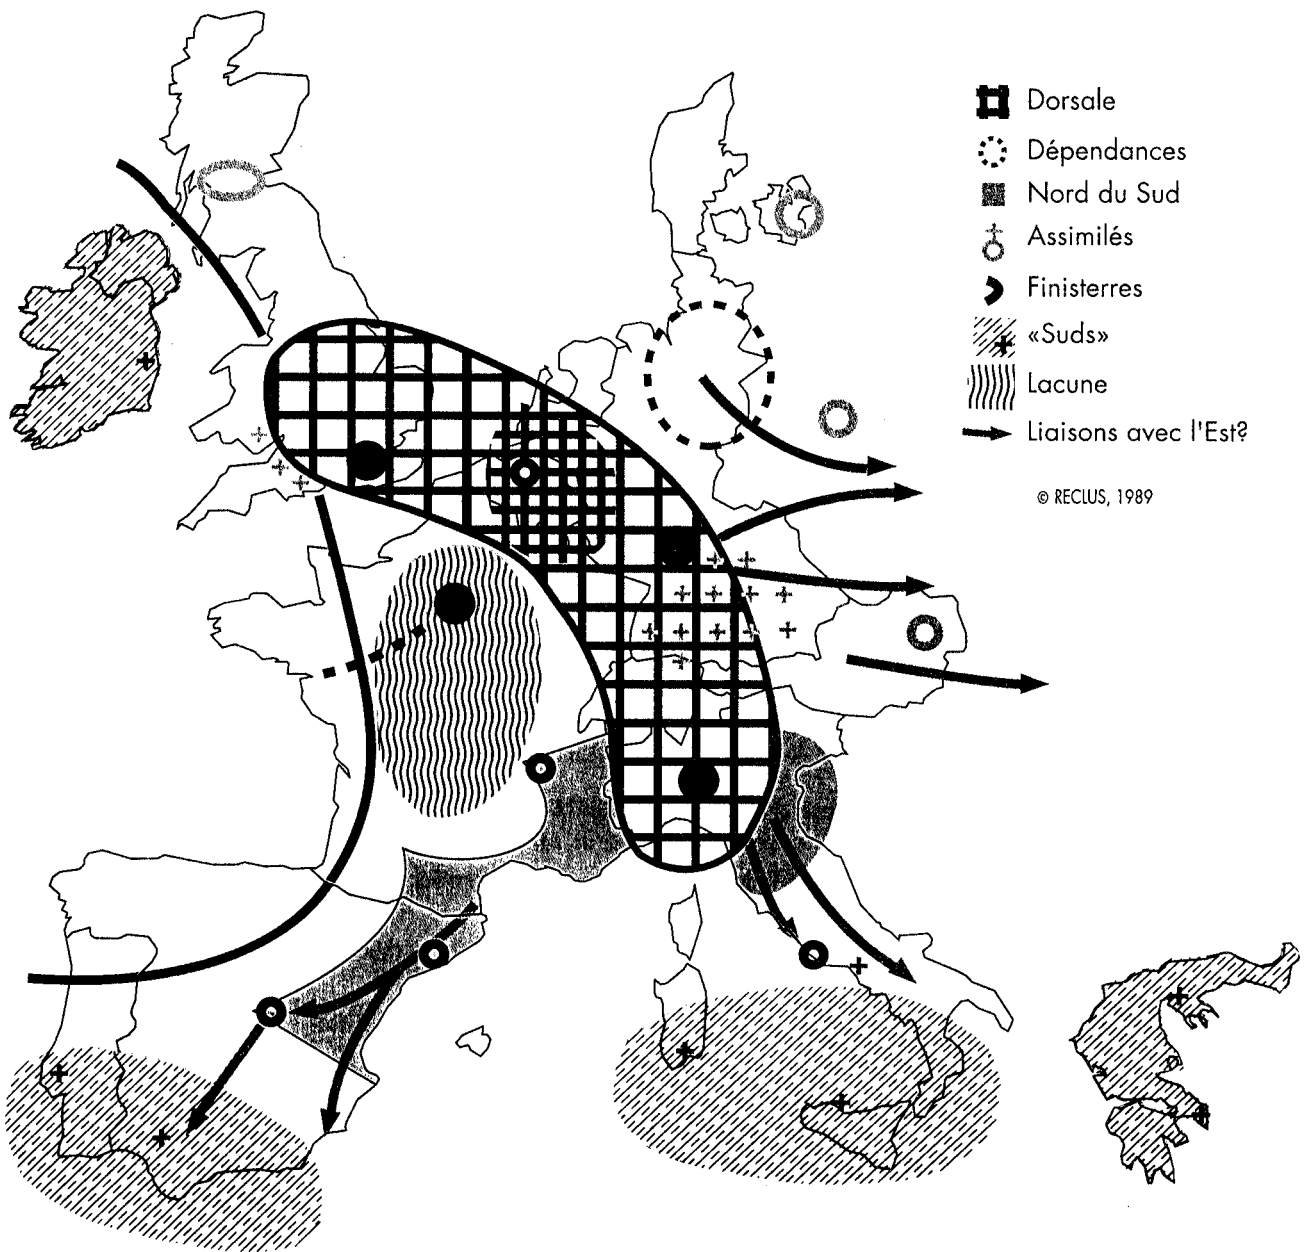 Dorsale
Dépendances
Nord du Sud
Assimilés
Finisterres
«Suds»
Lacune
Liaisons avec l'Est?
© RECLUS, 1989